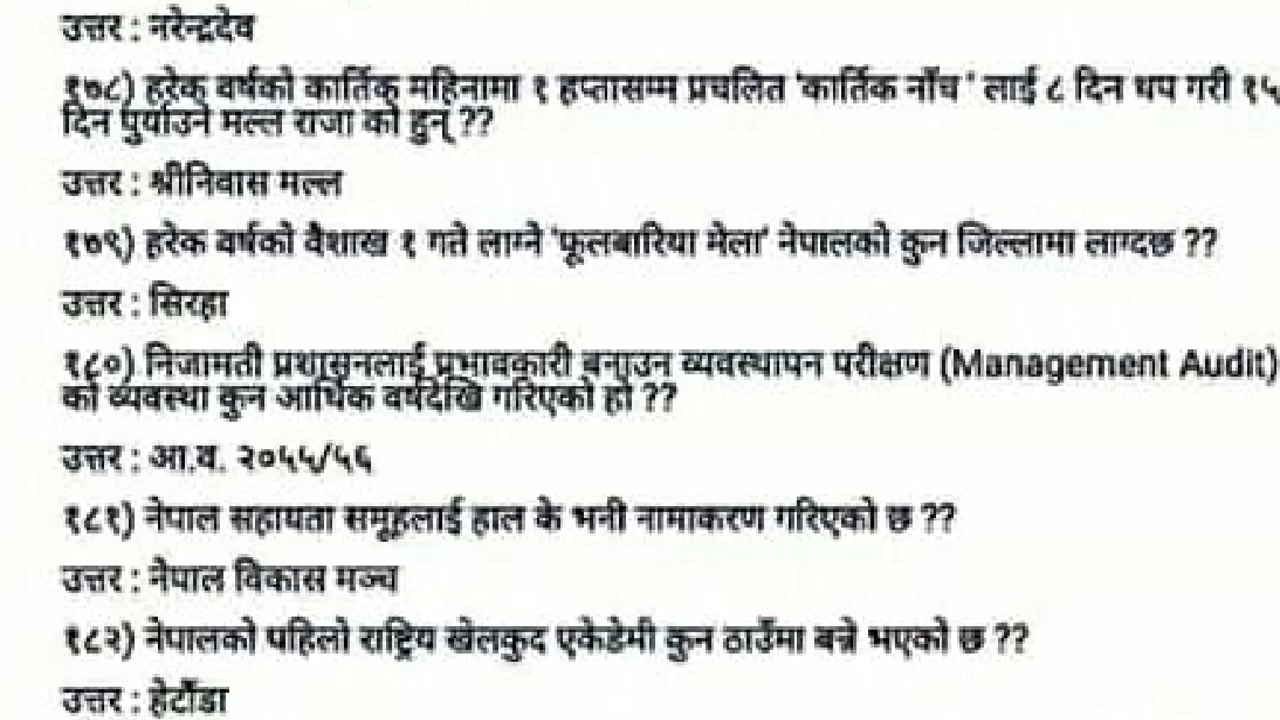 उत्तर : नरेन्द्रदेव
१७८) हरेक वर्षको कार्तिक महिनामा १ हप्तासम्म प्रचलित 'कार्तिक नाँच ' लाई ८ दिन थप गरी १५
दिन पुर्याउने मल्ल राजा को हुन् ??
उत्तर : श्रीनिवास मल्ल
१७९) हरेक वर्षको वैशाख १ गते लाग्ने 'फूलबारिया मेला' नेपालको कुन जिल्लामा लाग्दछ ??
उत्तर : सिरहा
१८०) निजामती प्रशासनलाई प्रभावकारी बनाउन व्यवस्थापन परीक्षण (Management Audit)
को व्यवस्था कुन आर्थिक वर्षदेखि गरिएको हो ??
उत्तर : आ.व. २०५५/५६
१८१) नेपाल सहायता समूहलाई हाल के भनी नामाकरण गरिएको छ ??
उत्तर : नेपाल विकास मञ्च
१८२) नेपालको पहिलो राष्ट्रिय खेलकुद एकेडेमी कुन ठाउँमा बन्ने भएको छ ??
उत्तर : हेटौंडा